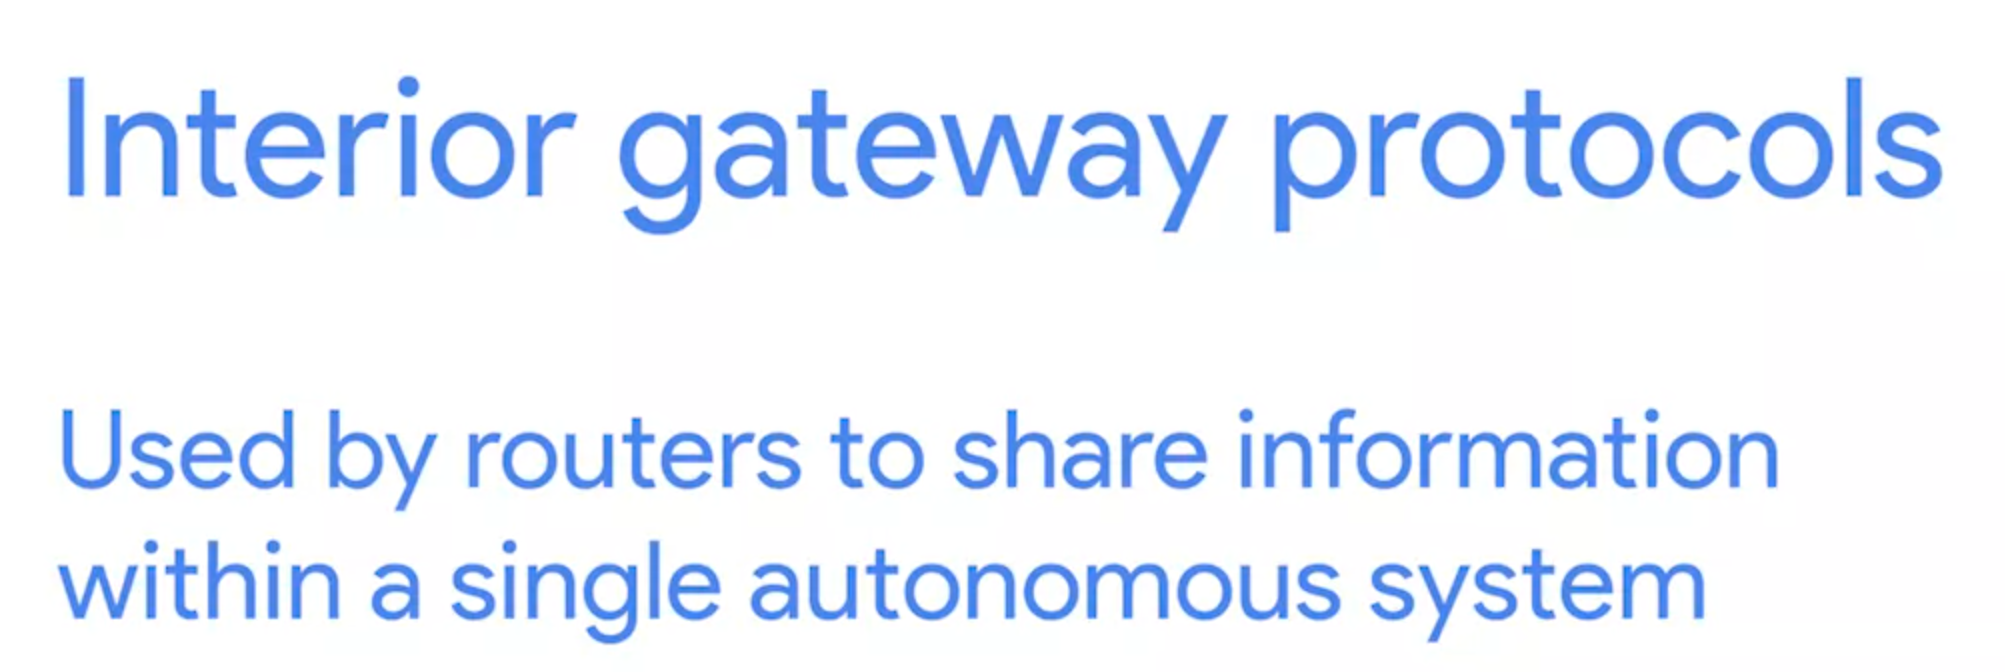 Interior gateway protocols
Used by routers to share information
within a single autonomous system